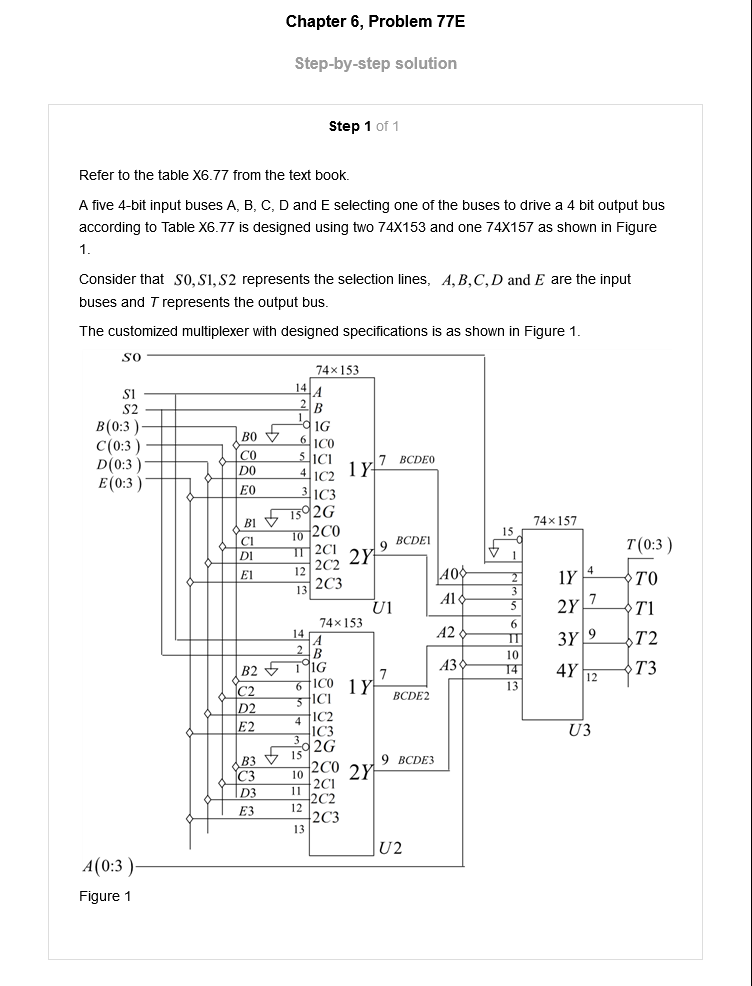 Chapter 6, Problem 77E
Step-by-step solution
Step 1 of 1
Refer to the table X6.77 from the text book.
A five 4-bit input buses A, B, C, D and E selecting one of the buses to drive a 4 bit output bus
according to Table X6.77 is designed using two 74X153 and one 74X157 as shown in Figure
1.
Consider that S0, S1, S2 represents the selection lines, A, B, C, D and E are the input
buses and T represents the output bus.
The customized multiplexer with designed specifications is as shown in Figure 1.
S0
74×153
S1 14 A
S2 2 B
B(0:3) 1 1G
B0 6 1C0
C(0:3) C0 5 1C1 1Y 7 BCDE0
D(0:3) D0 4 1C2
E(0:3) E0 3 1C3
15 2G
B1 10 2C0
C1 11 2C1 2Y 9 BCDE1
D1 12 2C2
E1 13 2C3
U1
74×157
15
1
A0 2 1Y 4 T0
3
A1 5 2Y 7 T1
6
A2 11 3Y 9 T2
10
A3 14 4Y 12 T3
13
U3
T(0:3)
74×153
14 A
2 B
B2 1 1G
6 1C0 1Y 7
C2 5 1C1 BCDE2
D2 4 1C2
E2 1C3
3 2G
B3 15
C3 10 2C0 2Y 9 BCDE3
D3 11 2C1
2C2
E3 12 2C3
13
U2
A(0:3)
Figure 1